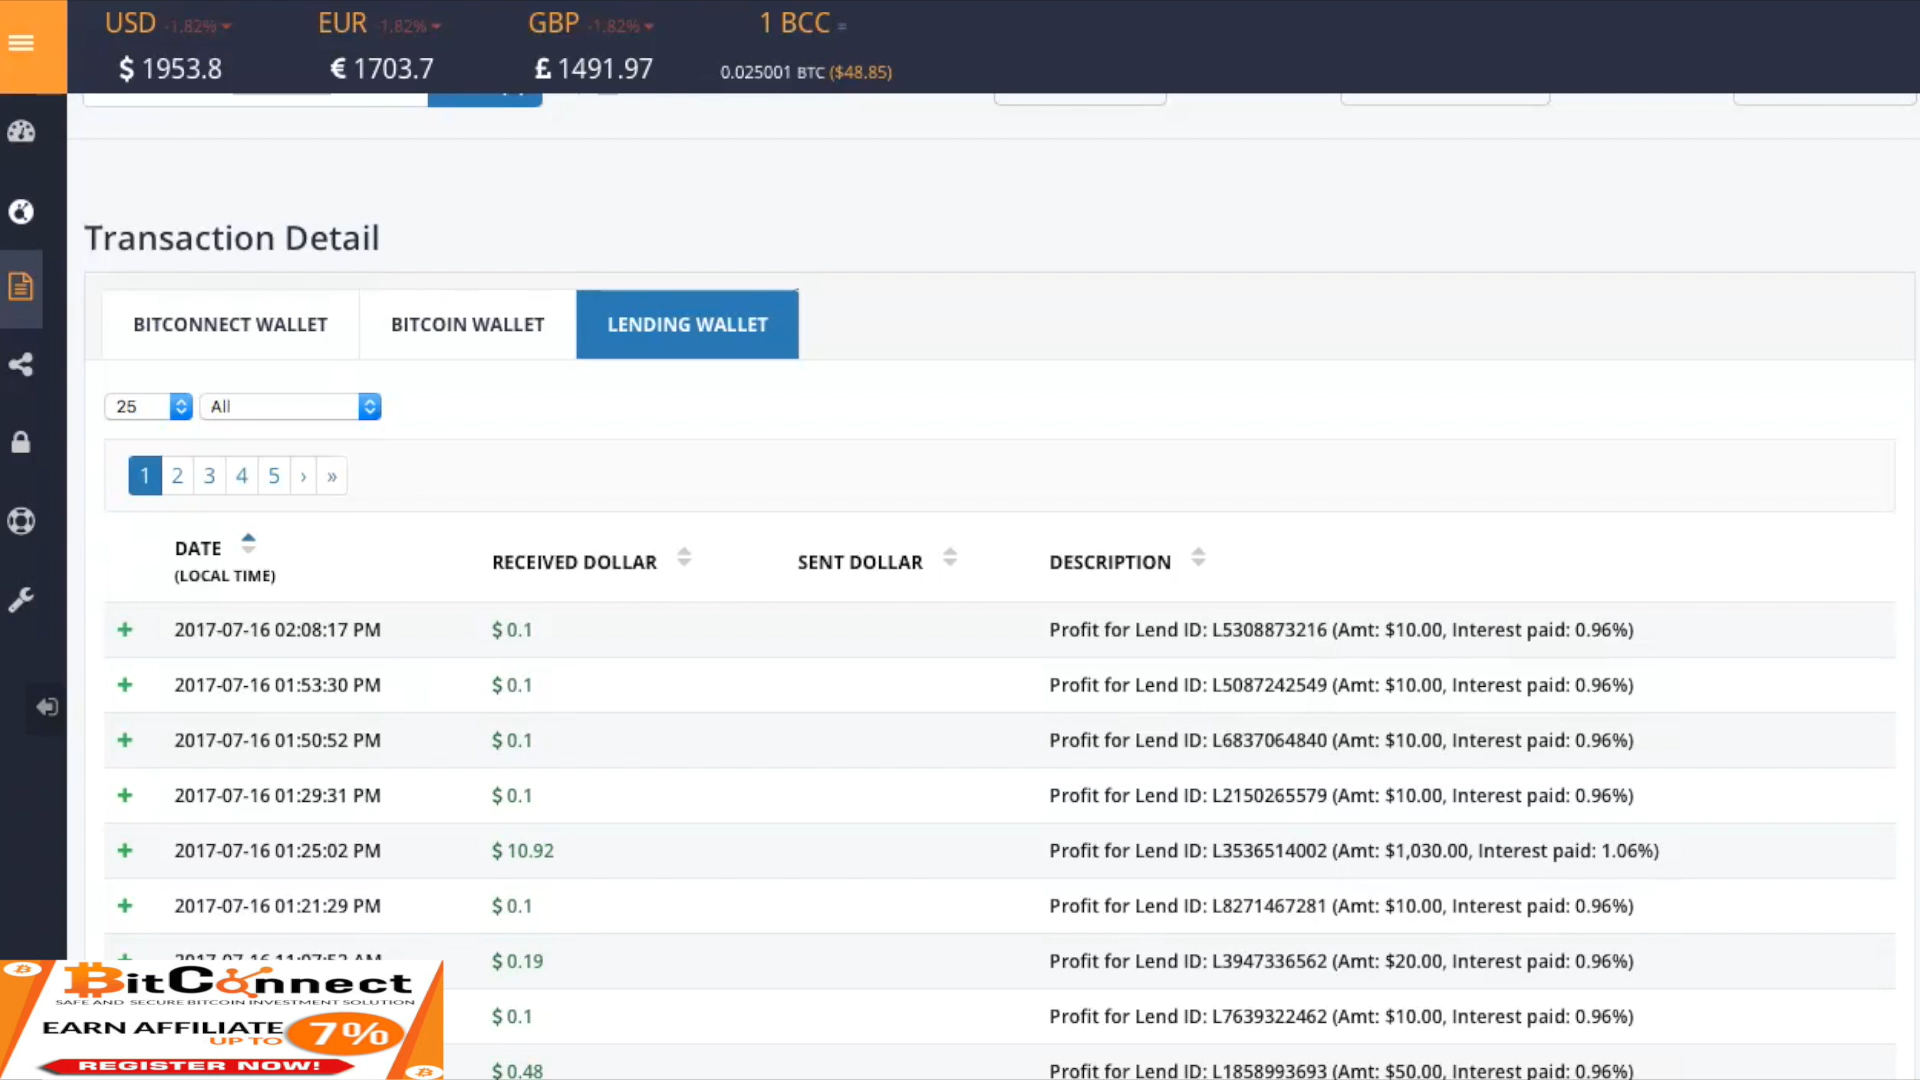 USD -1.82%
EUR -1.82%
GBP -1.82%
1 BCC =
$ 1953.8
€ 1703.7
£ 1491.97
0.025001 BTC ($48.85)
Transaction Detail
BITCONNECT WALLET
BITCOIN WALLET
LENDING WALLET
25
All
1 2 3 4 5 › »
DATE
(LOCAL TIME)
RECEIVED DOLLAR
SENT DOLLAR
DESCRIPTION
2017-07-16 02:08:17 PM $ 0.1 Profit for Lend ID: L5308873216 (Amt: $10.00, Interest paid: 0.96%)
2017-07-16 01:53:30 PM $ 0.1 Profit for Lend ID: L5087242549 (Amt: $10.00, Interest paid: 0.96%)
2017-07-16 01:50:52 PM $ 0.1 Profit for Lend ID: L6837064840 (Amt: $10.00, Interest paid: 0.96%)
2017-07-16 01:29:31 PM $ 0.1 Profit for Lend ID: L2150265579 (Amt: $10.00, Interest paid: 0.96%)
2017-07-16 01:25:02 PM $ 10.92 Profit for Lend ID: L3536514002 (Amt: $1,030.00, Interest paid: 1.06%)
2017-07-16 01:21:29 PM $ 0.1 Profit for Lend ID: L8271467281 (Amt: $10.00, Interest paid: 0.96%)
$ 0.19 Profit for Lend ID: L3947336562 (Amt: $20.00, Interest paid: 0.96%)
$ 0.1 Profit for Lend ID: L7639322462 (Amt: $10.00, Interest paid: 0.96%)
$ 0.48 Profit for Lend ID: L1858993693 (Amt: $50.00, Interest paid: 0.96%)
BitConnect
SAFE AND SECURE BITCOIN INVESTMENT SOLUTION
EARN AFFILIATE
UP TO
7%
REGISTER NOW!